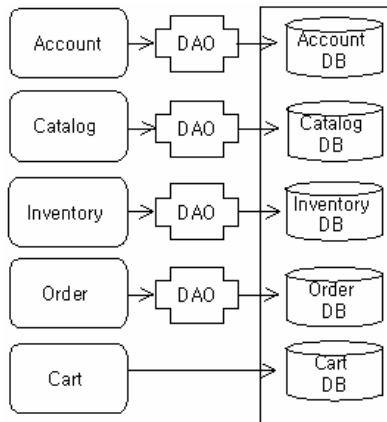 Account
DAO
Account
DB
Catalog
DAO
Catalog
DB
Inventory
DAO
Inventory
DB
Order
DAO
Order
DB
Cart
Cart
DB